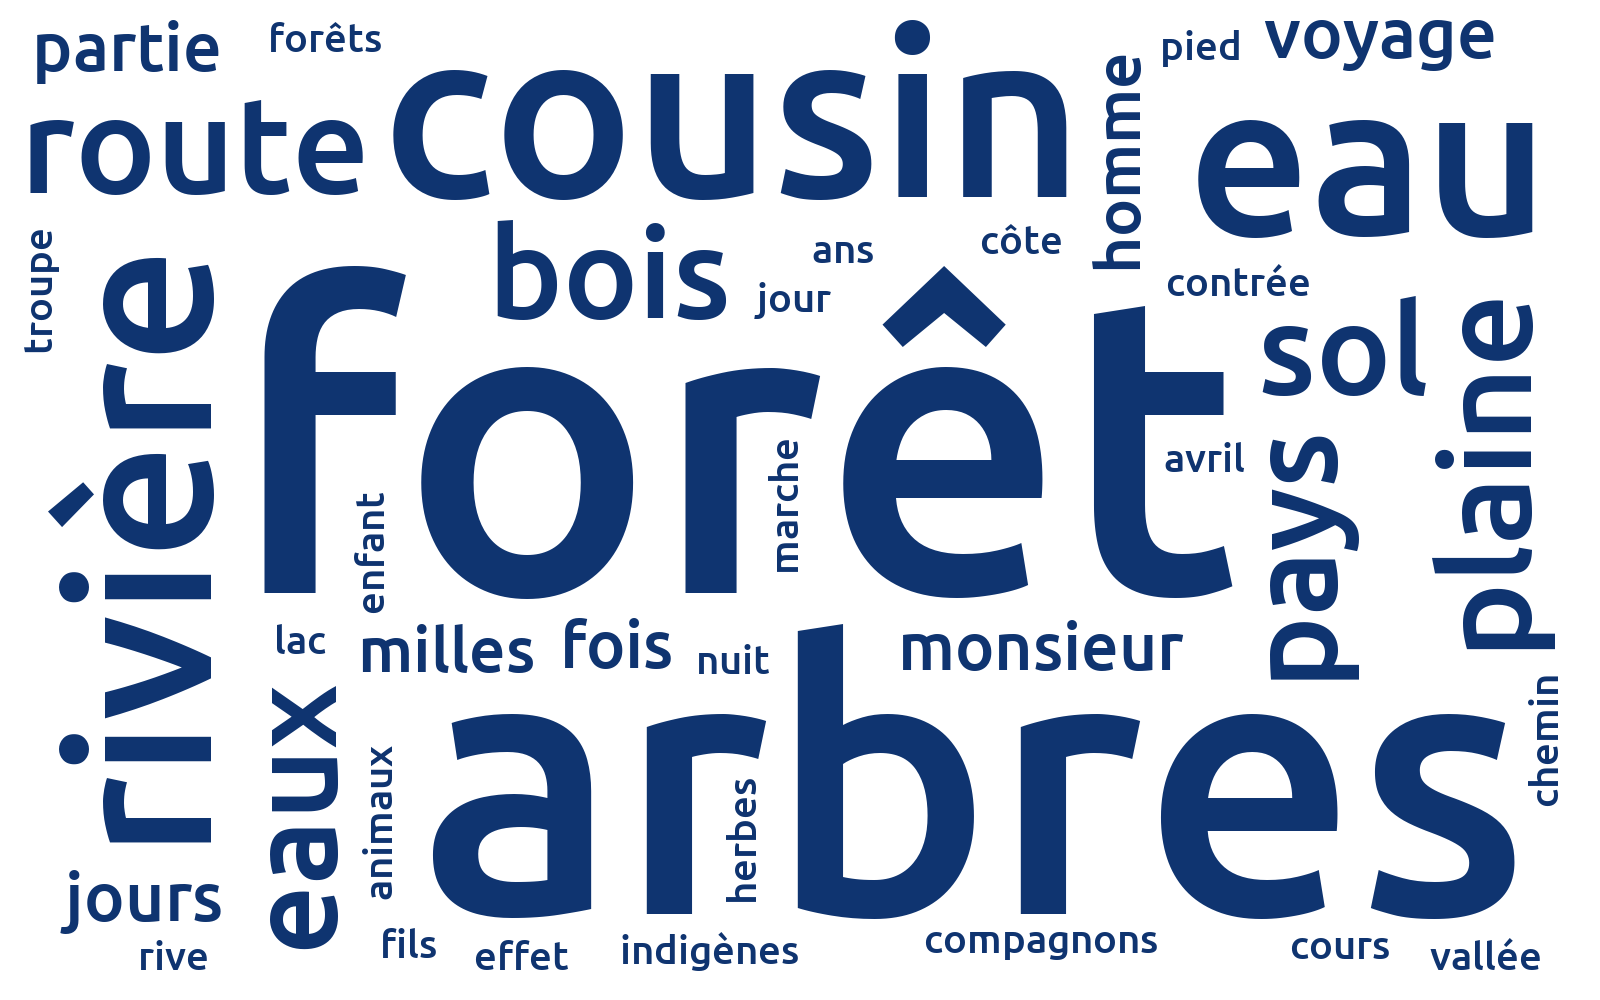 partie
forêts
cousin
homme
pied
voyage
route
eau
troupe
rivière
bois
ans
côte
jour
contrée
forêt
sol
plaine
marche
avril
pays
enfant
lac
milles
fois
nuit
monsieur
arbres
eaux
animaux
herbes
chemin
jours
rive
fils
effet
indigènes
compagnons
cours
vallée